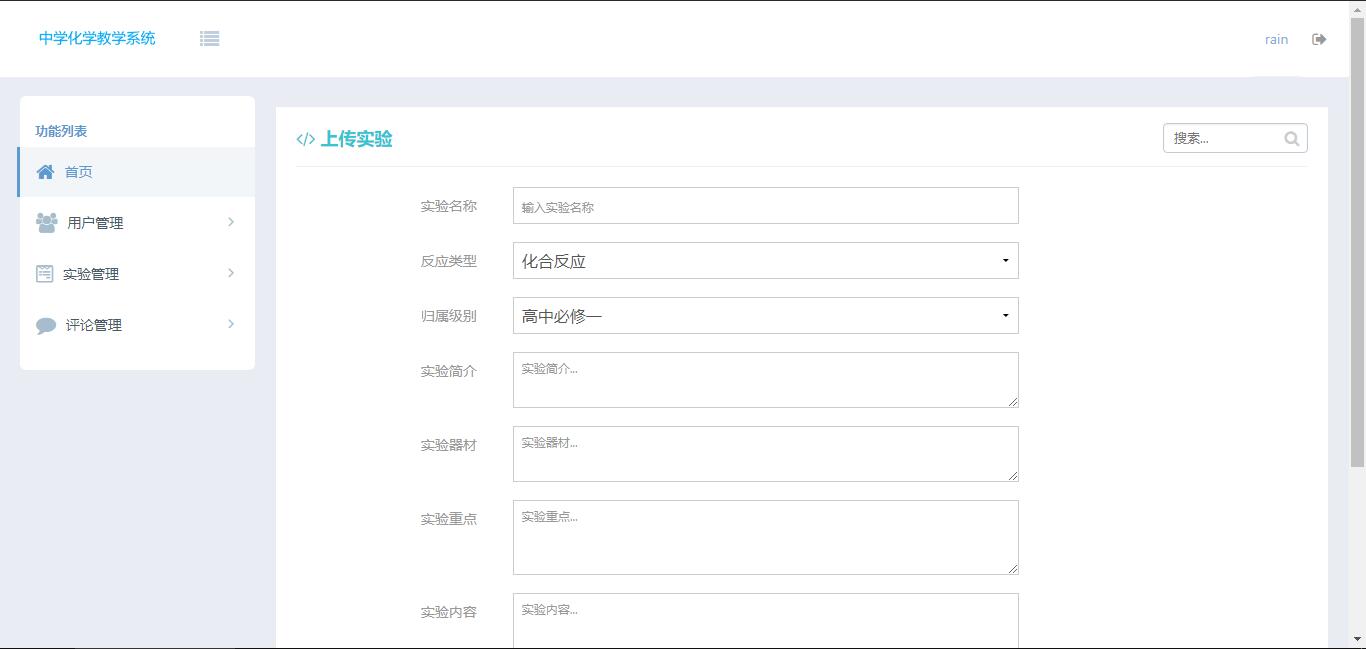 中学化学教学系统
rain
功能列表
首页
用户管理
实验管理
评论管理
</> 上传实验
搜索...
实验名称
输入实验名称
反应类型
化合反应
归属级别
高中必修一
实验简介
实验简介...
实验器材
实验器材...
实验重点
实验重点...
实验内容
实验内容...